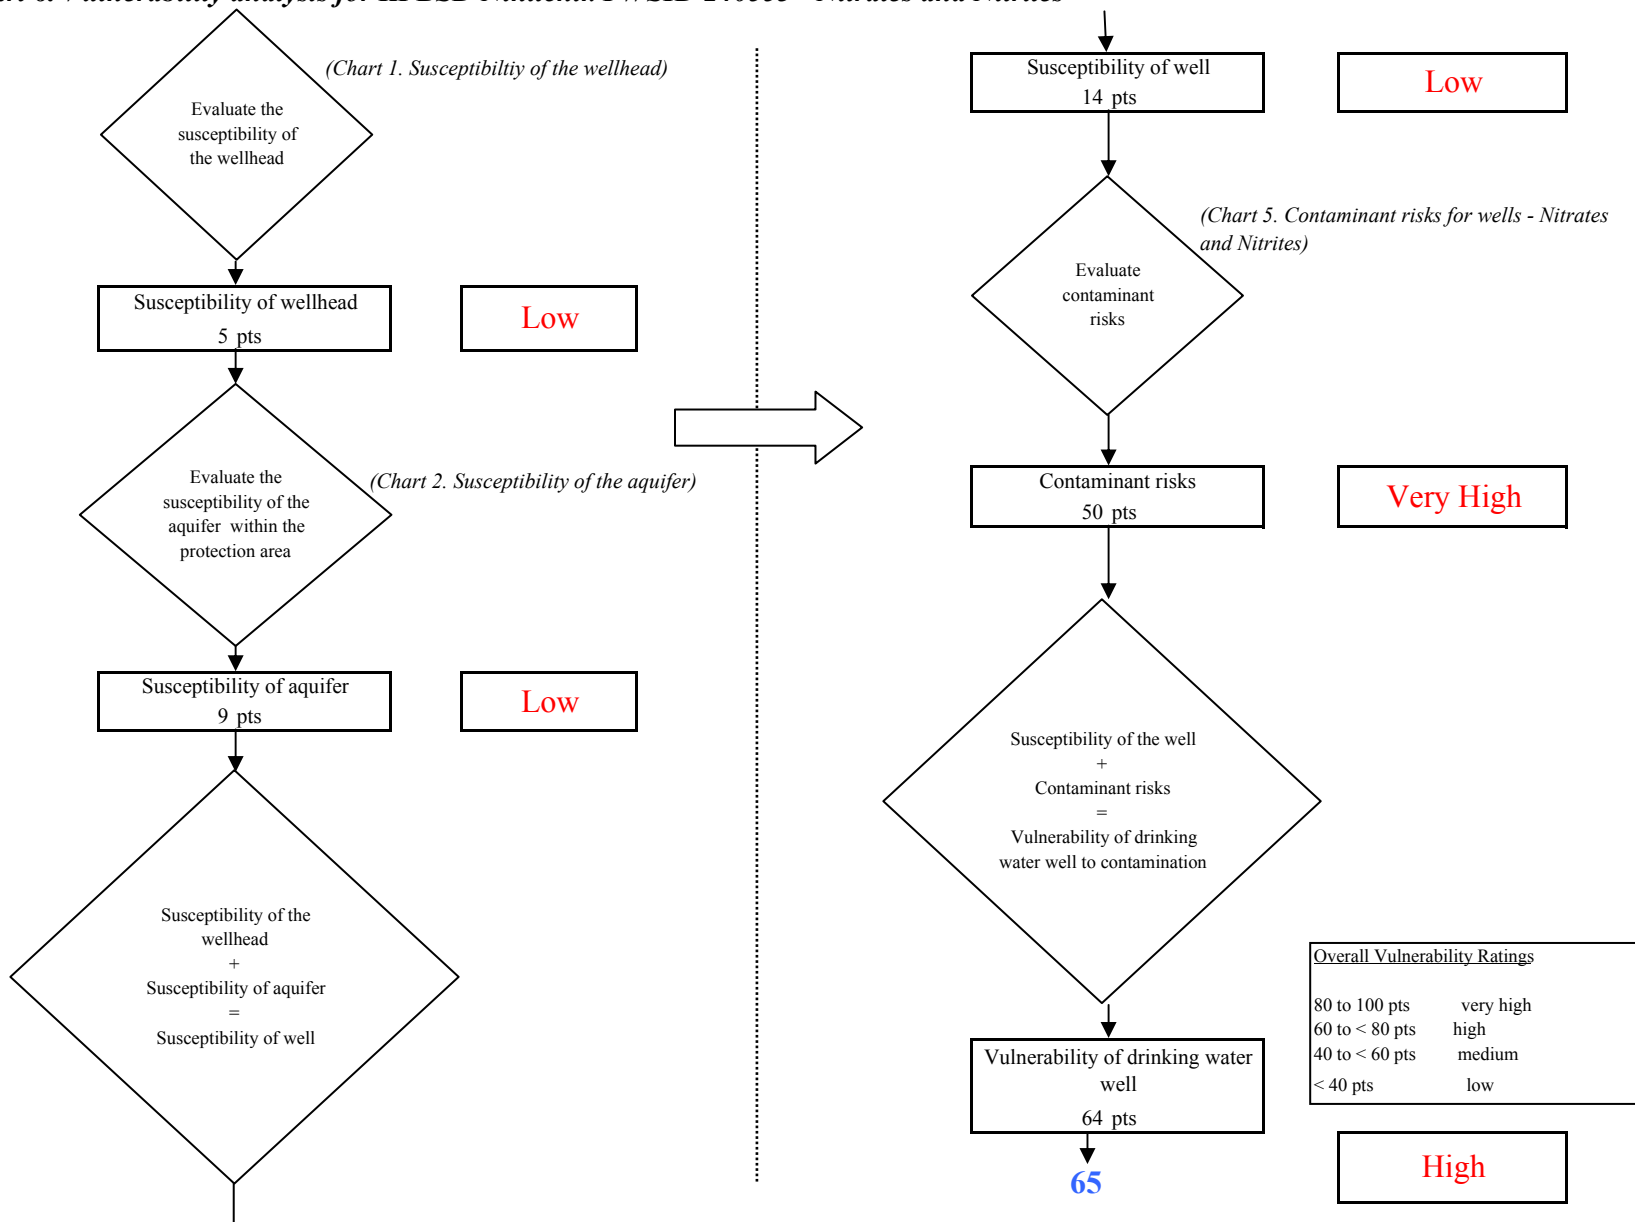 Nitrates and Nitrites
(Chart 1. Susceptibiltiy of the wellhead)
Evaluate the
susceptibility of
the wellhead
Susceptibility of wellhead
5 pts
Low
Evaluate the
susceptibility of the
aquifer within the
protection area
(Chart 2. Susceptibility of the aquifer)
Susceptibility of aquifer
9 pts
Low
Susceptibility of the
wellhead
+
Susceptibility of aquifer
=
Susceptibility of well
Susceptibility of well
14 pts
Low
(Chart 5. Contaminant risks for wells - Nitrates
and Nitrites)
Evaluate
contaminant
risks
Contaminant risks
50 pts
Very High
Susceptibility of the well
+
Contaminant risks
=
Vulnerability of drinking
water well to contamination
Overall Vulnerability Ratings
80 to 100 pts very high
60 to < 80 pts high
40 to < 60 pts medium
< 40 pts low
Vulnerability of drinking water
well
64 pts
65
High